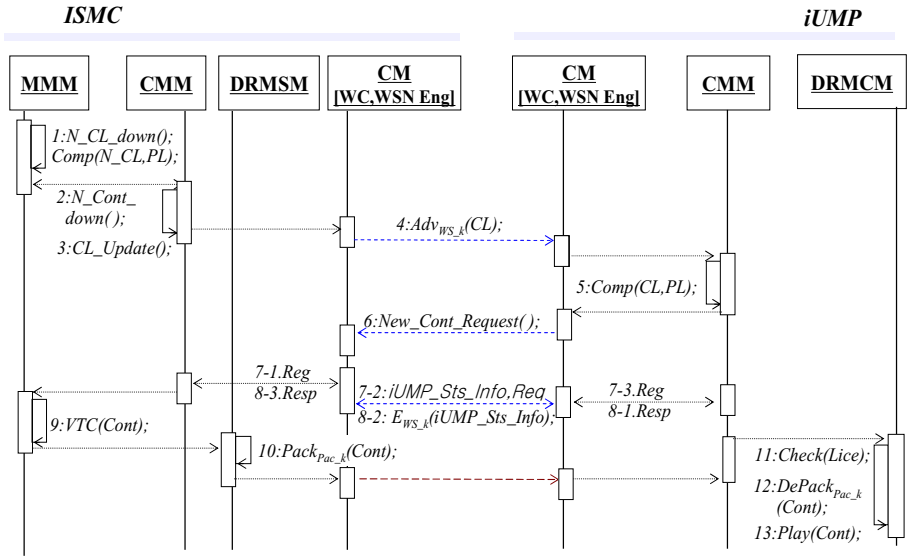 ISMC
iUMP
MMM
CMM
DRMSM
CM
[WC,WSN Eng]
CM
[WC,WSN Eng]
CMM
DRMCM
1:N_CL_down();
Comp(N_CL,PL);
2:N_Cont_
down( );
3:CL_Update();
4:Adv_WS_k(CL);
5:Comp(CL,PL);
6:New_Cont_Request( );
7-1.Reg
8-3.Resp
7-2:iUMP_Sts_Info,Req
8-2: E_WS_k(iUMP_Sts_Info);
7-3.Reg
8-1.Resp
9:VTC(Cont);
10:Pack_Pac_k(Cont);
11:Check(Lice);
12:DePack_Pac_k
(Cont);
13:Play(Cont);